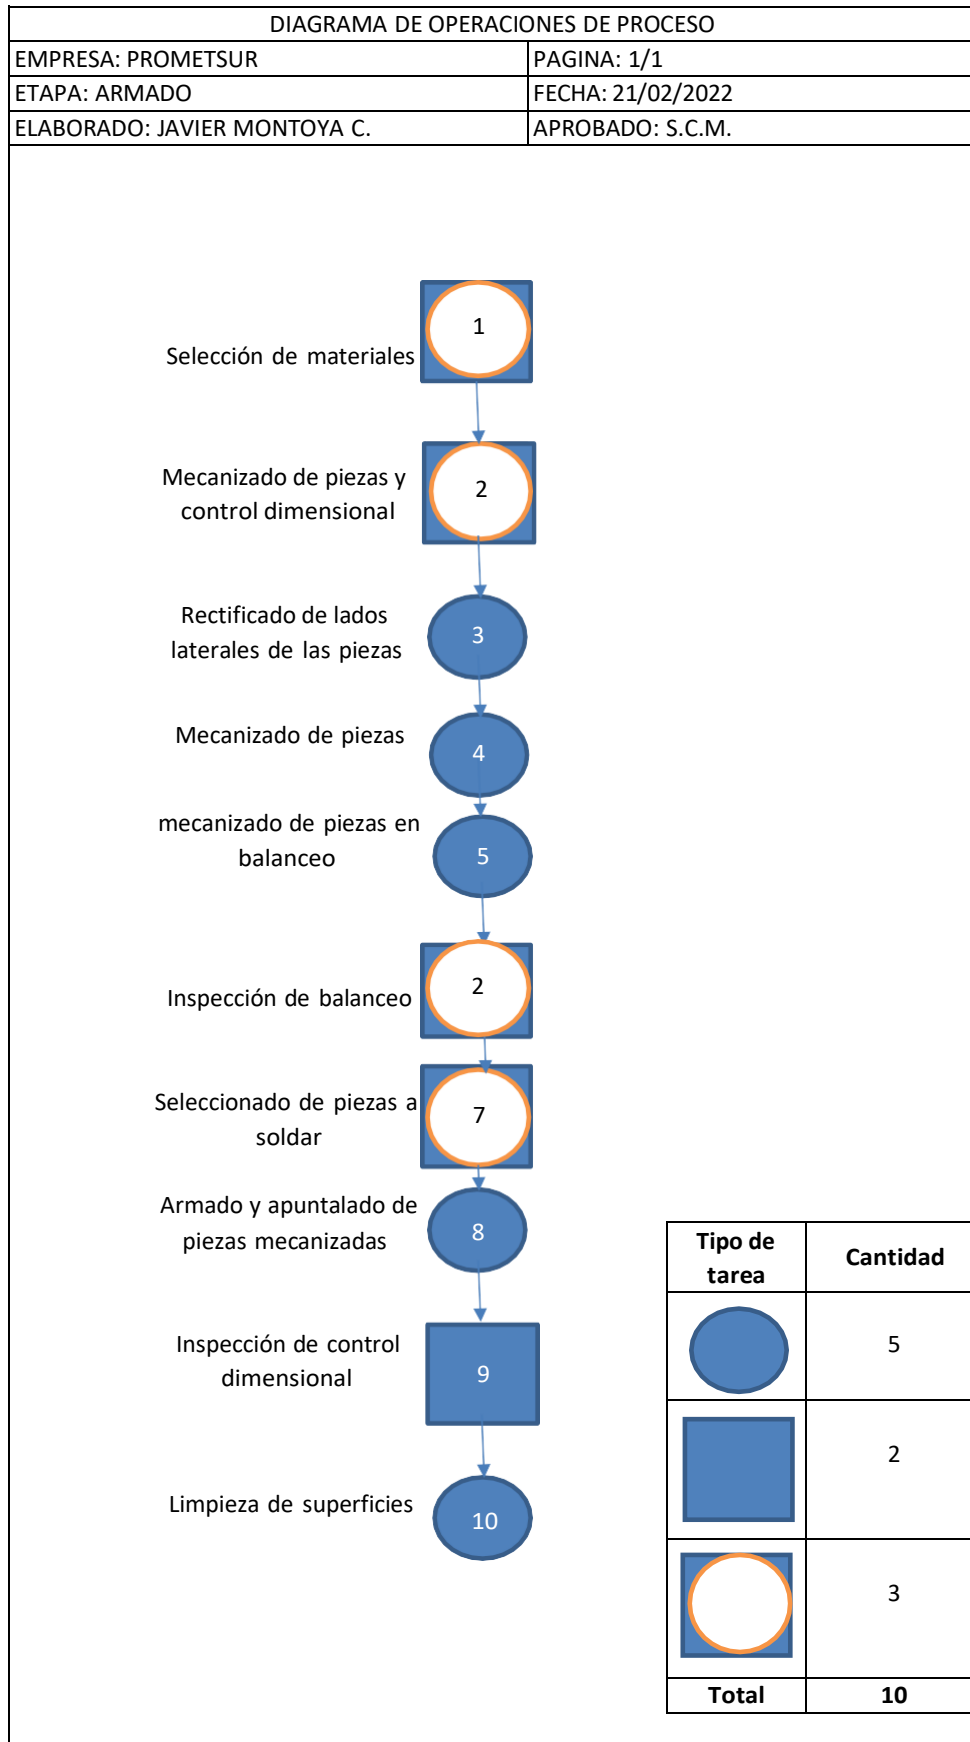 DIAGRAMA DE OPERACIONES DE PROCESO
EMPRESA: PROMETSUR
PAGINA: 1/1
ETAPA: ARMADO
FECHA: 21/02/2022
ELABORADO: JAVIER MONTOYA C.
APROBADO: S.C.M.
1
Selección de materiales
Mecanizado de piezas y
control dimensional
2
Rectificado de lados
laterales de las piezas
3
Mecanizado de piezas
4
mecanizado de piezas en
balanceo
5
Inspección de balanceo
2
Seleccionado de piezas a
soldar
7
Armado y apuntalado de
piezas mecanizadas
8
Inspección de control
dimensional
9
Limpieza de superficies
10
Tipo de
tarea
Cantidad
5
2
3
Total
10